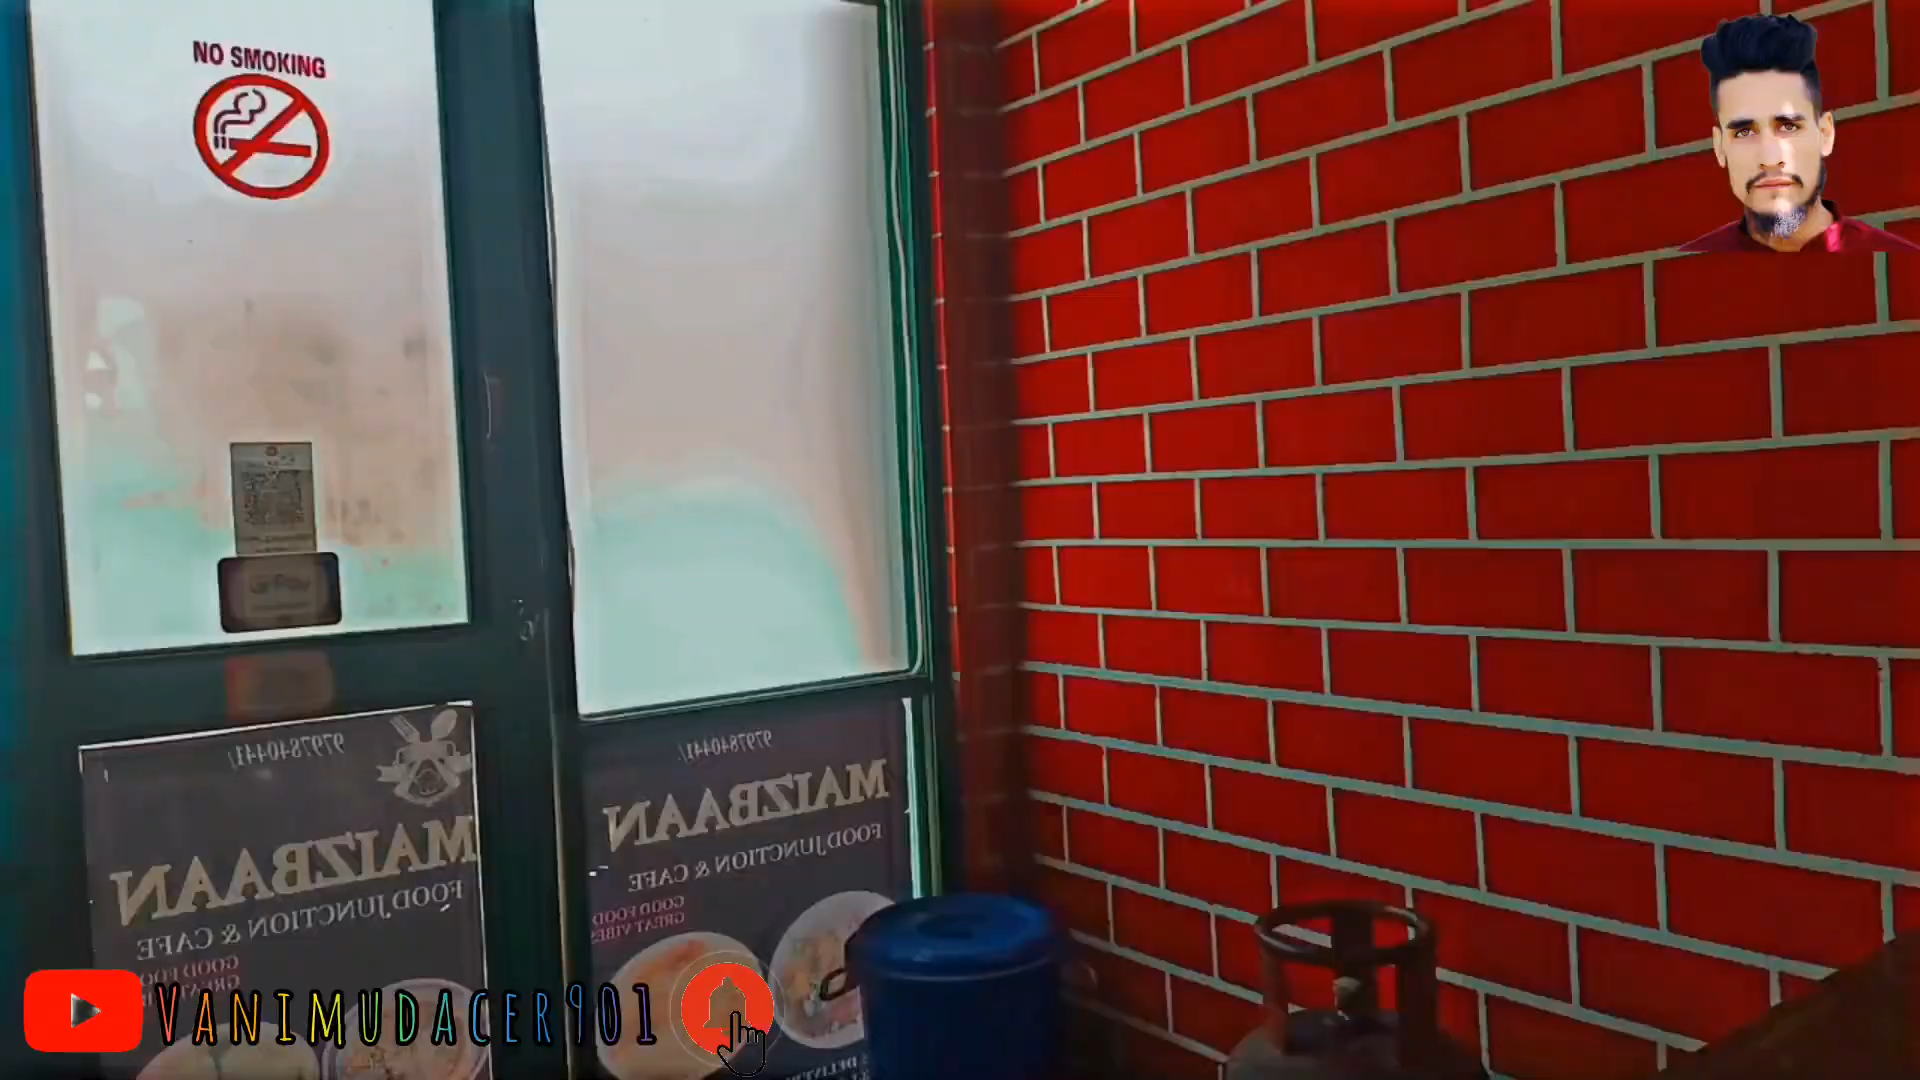 NO SMOKING
9797840441/
MAIZBAAN
FOOD JUNCTION & CAFE
GOOD FOOD
GREAT
9797840441/
MAIZBAAN
FOOD JUNCTION & CAFE
GOOD FOOD
GREAT VIBES
VANIMUDACER901